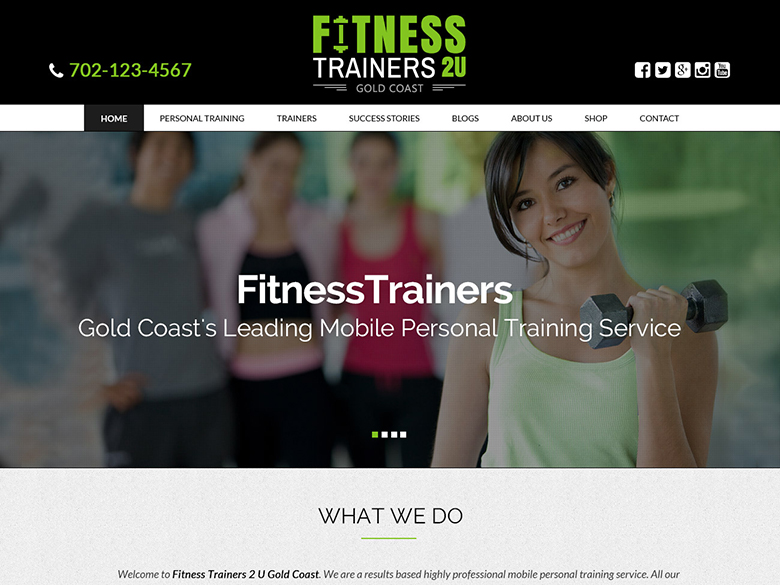 FITNESS
TRAINERS 2U
GOLD COAST
702-123-4567
You Tube
HOME PERSONAL TRAINING TRAINERS SUCCESS STORIES BLOGS ABOUT US SHOP CONTACT
FitnessTrainers
Gold Coast's Leading Mobile Personal Training Service
WHAT WE DO
Welcome to Fitness Trainers 2 U Gold Coast. We are a results based highly professional mobile personal training service. All our